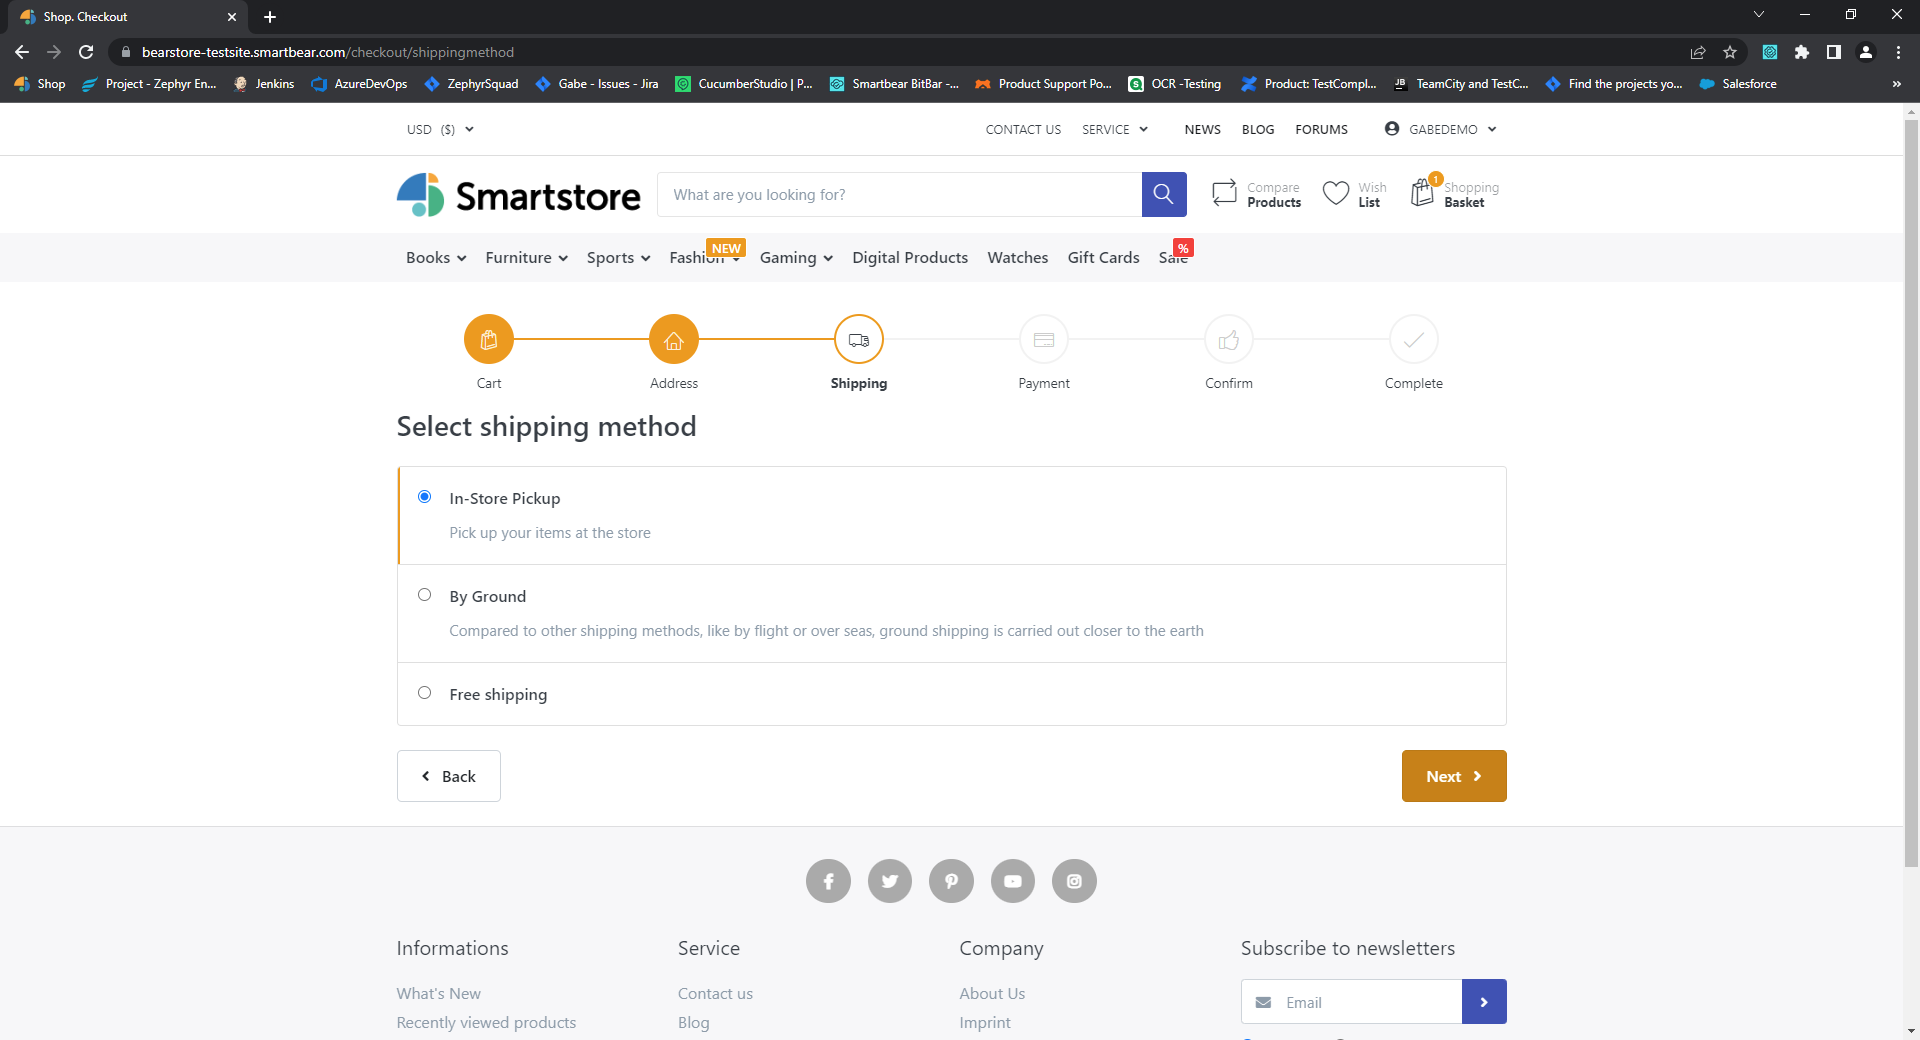 Shop. Checkout
bearstore-testsite.smartbear.com/checkout/shippingmethod
Shop Project - Zephyr En... Jenkins AzureDevOps ZephyrSquad Gabe - Issues - Jira CucumberStudio | P... Smartbear BitBar -... Product Support Po... OCR -Testing Product: TestCompl... TeamCity and TestC... Find the projects yo... Salesforce »
USD ($) CONTACT US SERVICE NEWS BLOG FORUMS GABEDEMO
Smartstore What are you looking for?
Compare Products
Wish List
1
Shopping Basket
Books Furniture Sports Fashion NEW Gaming Digital Products Watches Gift Cards Sale %
Cart Address Shipping Payment Confirm Complete
Select shipping method
In-Store Pickup
Pick up your items at the store
By Ground
Compared to other shipping methods, like by flight or over seas, ground shipping is carried out closer to the earth
Free shipping
Back Next
Informations Service Company Subscribe to newsletters
What's New Contact us About Us Email
Recently viewed products Blog Imprint